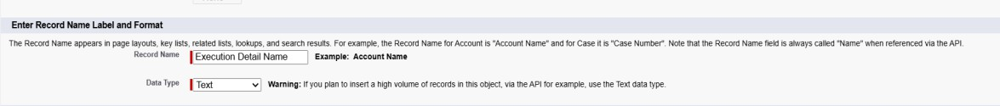 Enter Record Name Label and Format
The Record Name appears in page layouts, key lists, related lists, lookups, and search results. For example, the Record Name for Account is "Account Name" and for Case it is "Case Number". Note that the Record Name field is always called "Name" when referenced via the API.
Record Name Execution Detail Name Example: Account Name
Data Type Text Warning: If you plan to insert a high volume of records in this object, via the API for example, use the Text data type.